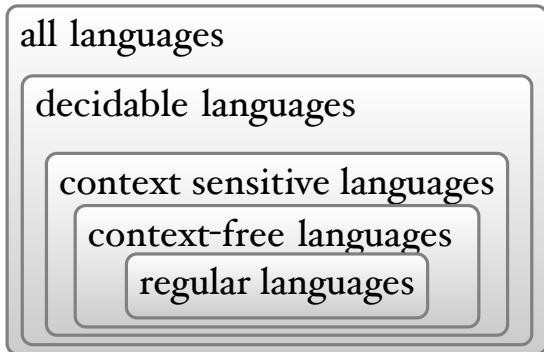 all languages
decidable languages
context sensitive languages
context-free languages
regular languages